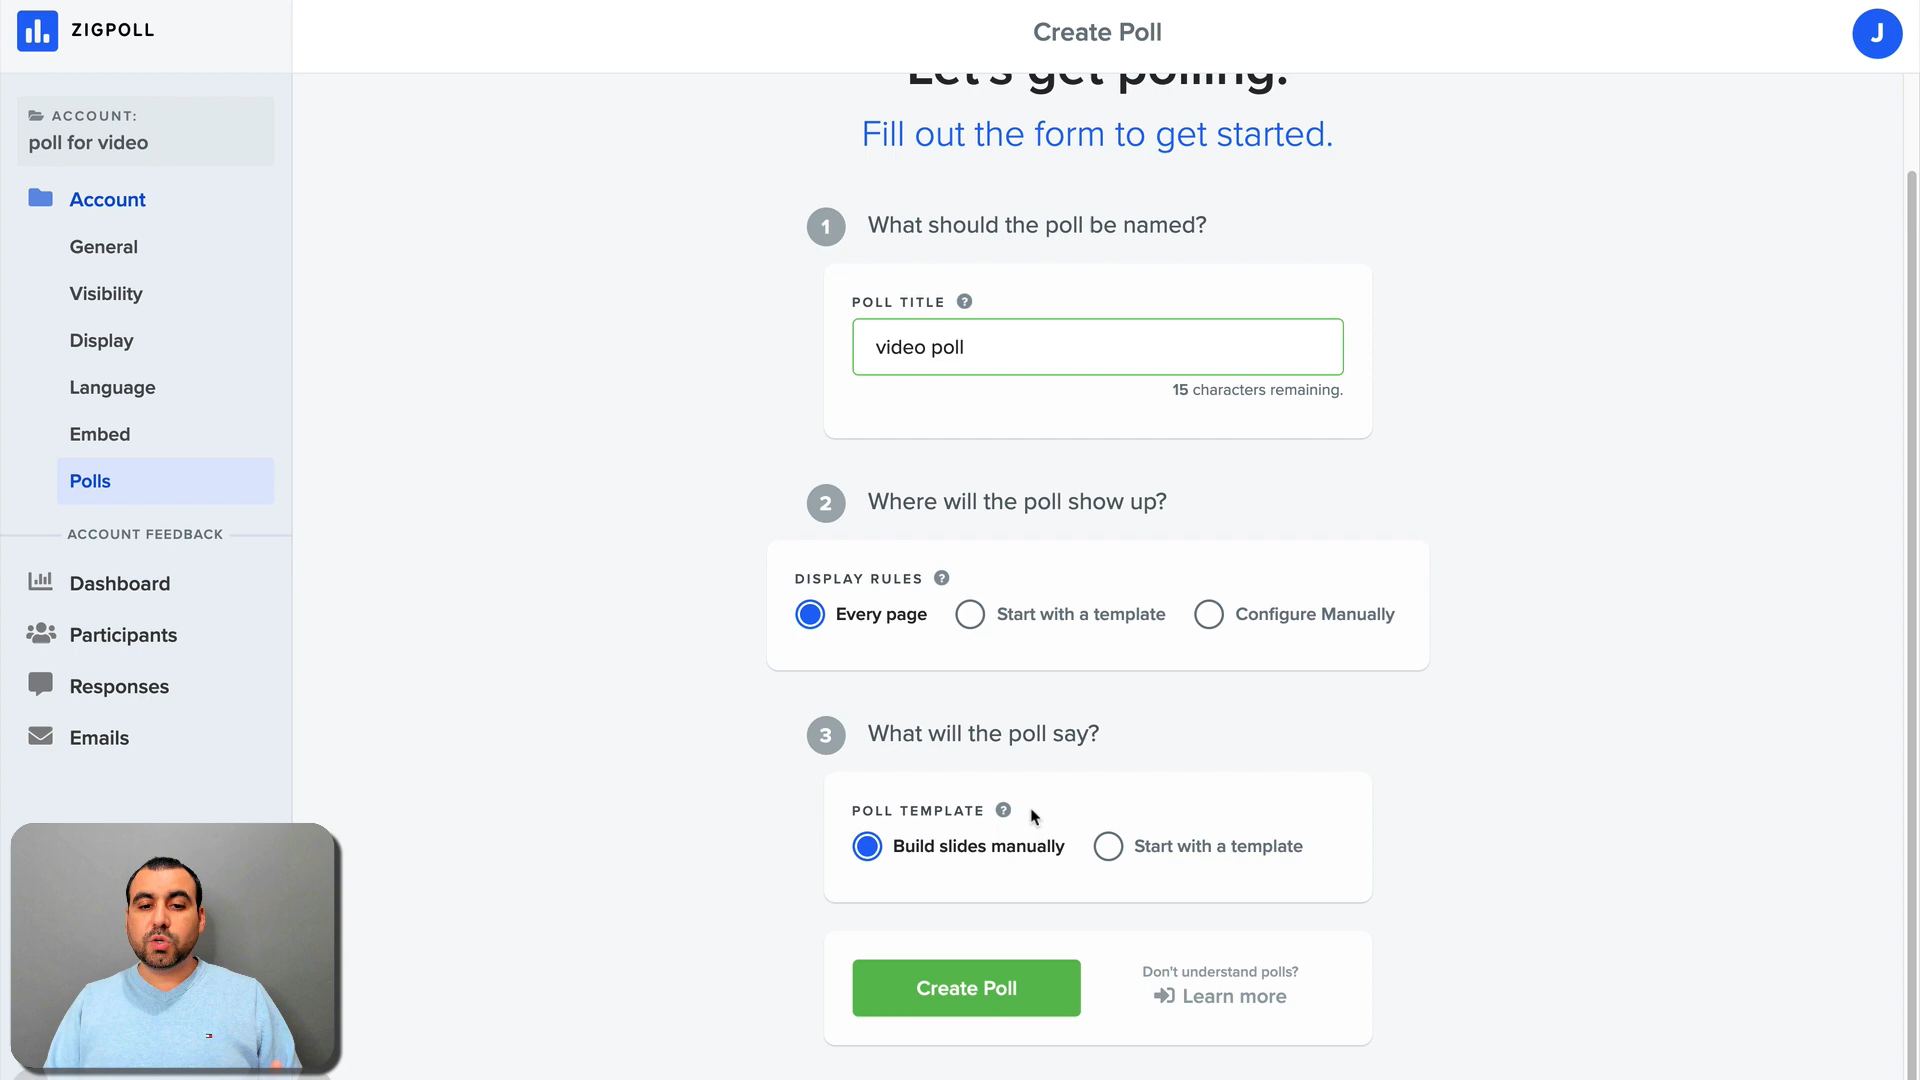 ZIGPOLL
Create Poll
J
ACCOUNT:
poll for video
Account
General
Visibility
Display
Language
Embed
Polls
ACCOUNT FEEDBACK
Dashboard
Participants
Responses
Emails
Let's get polling.
Fill out the form to get started.
1 What should the poll be named?
POLL TITLE ?
video poll
15 characters remaining.
2 Where will the poll show up?
DISPLAY RULES ?
Every page Start with a template Configure Manually
3 What will the poll say?
POLL TEMPLATE ?
Build slides manually Start with a template
Create Poll
Don't understand polls?
Learn more